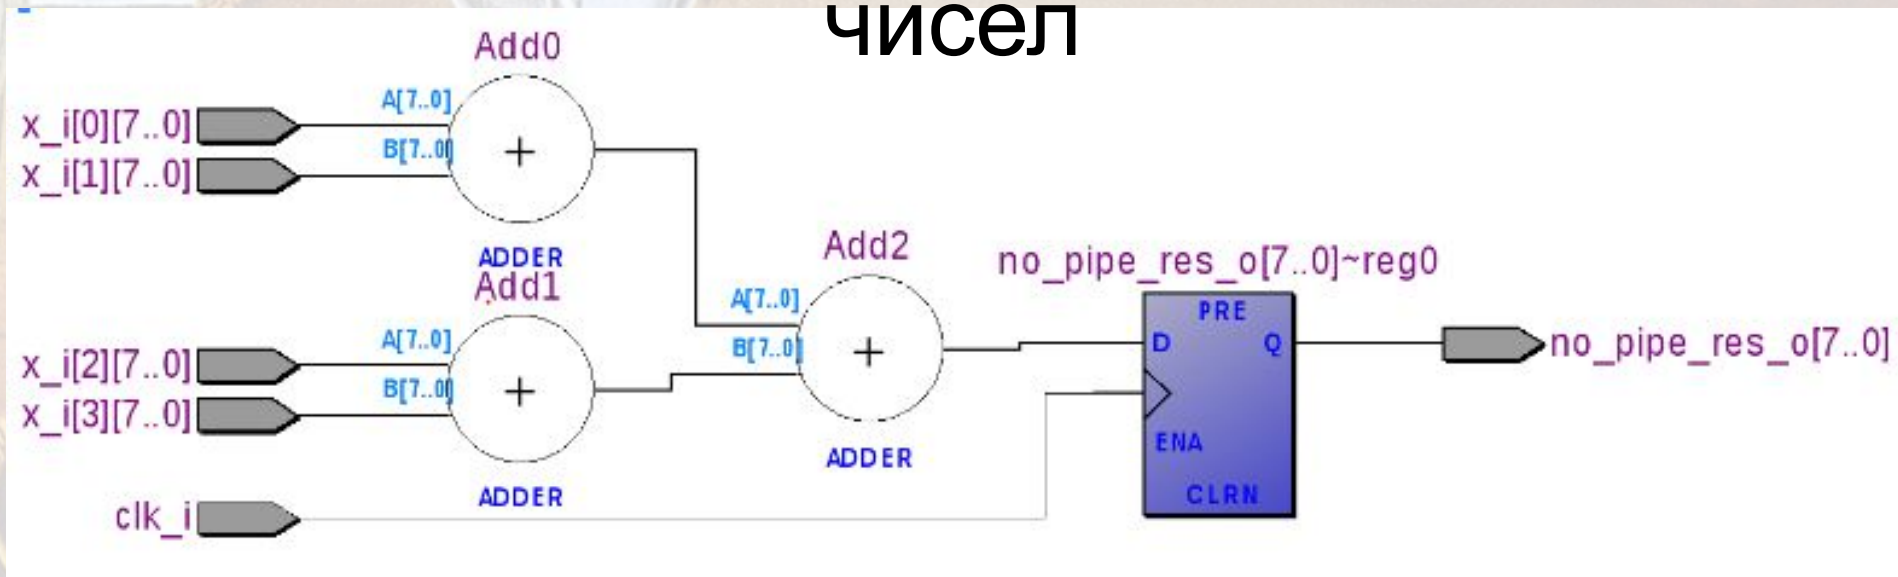 чисел
Add0
x_i[0][7..0]
A[7..0]
x_i[1][7..0]
B[7..0]
+
ADDER
Add1
x_i[2][7..0]
A[7..0]
x_i[3][7..0]
B[7..0]
+
ADDER
clk_i
Add2
A[7..0]
B[7..0]
+
ADDER
no_pipe_res_o[7..0]~reg0
PRE
D Q
ENA
CLRN
no_pipe_res_o[7..0]